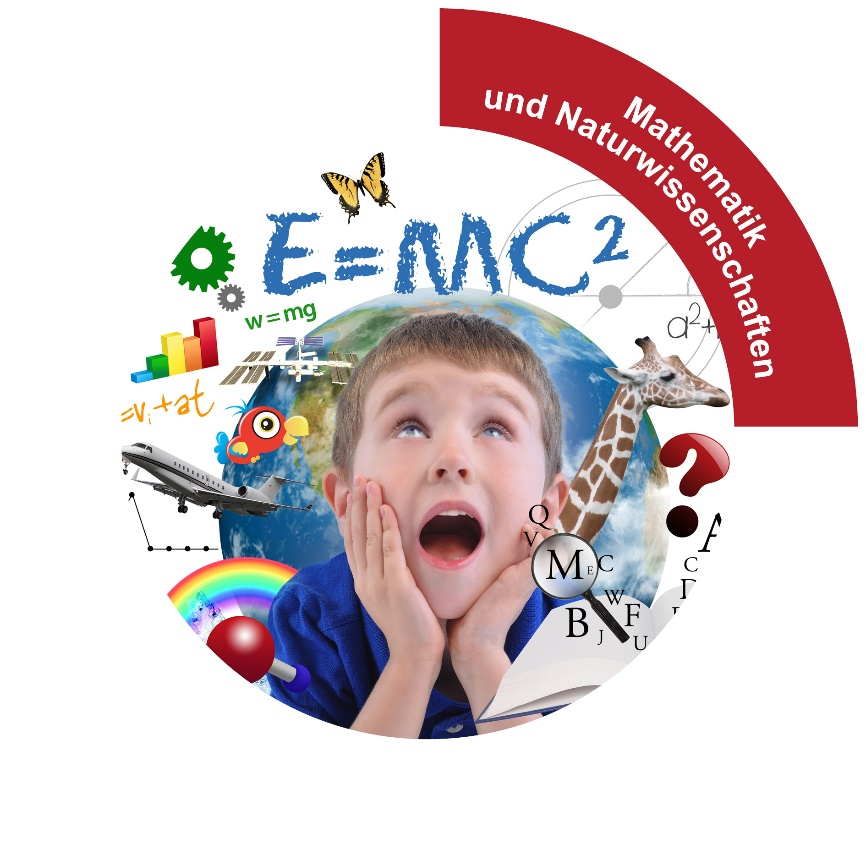 Mathematik
und Naturwissenschaften
E=MC²
w=mg
a²+
=vᵢ+at
Q
V
M
E
C
W
B
J
F
U
A
C